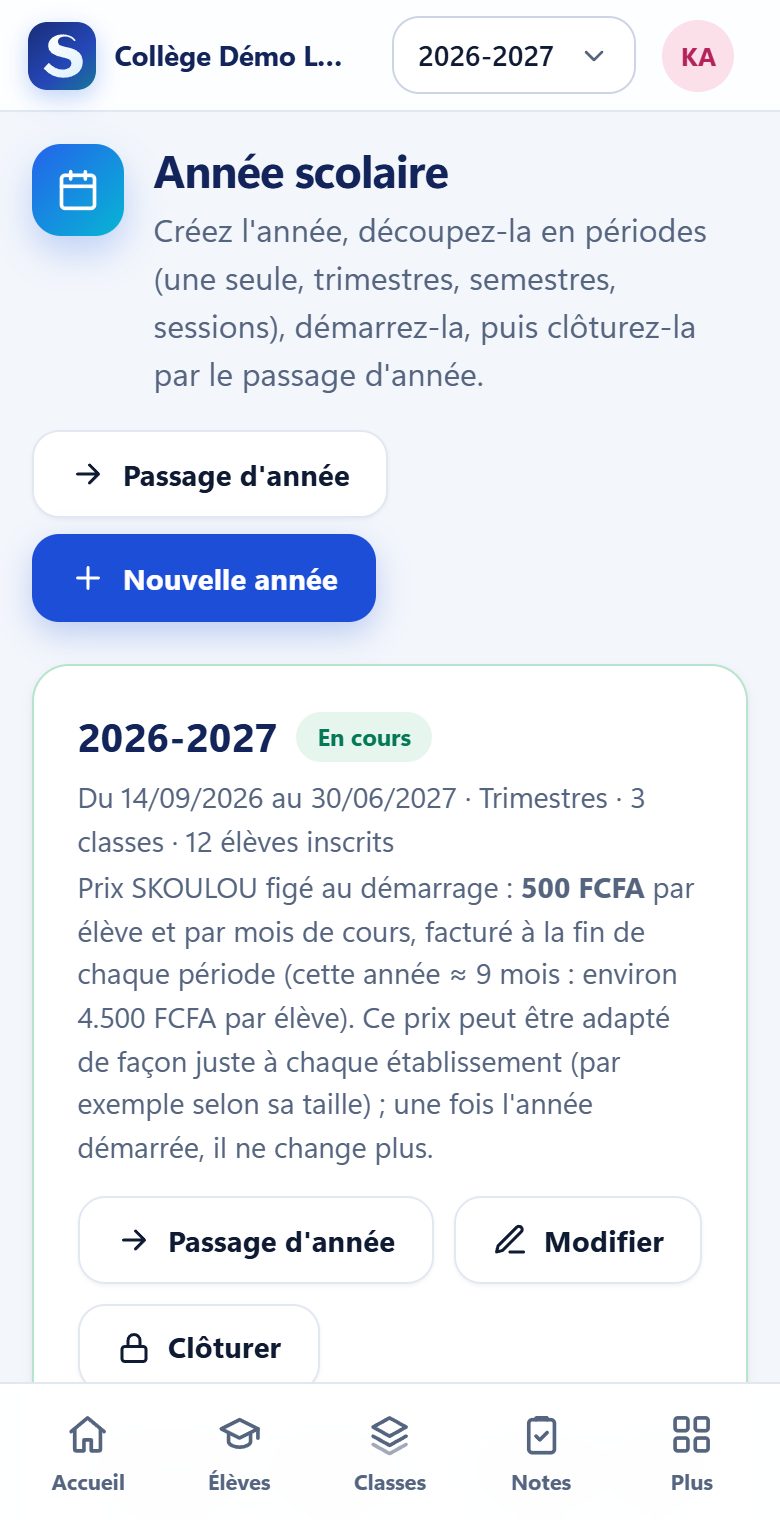 S Collège Démo L... 2026-2027 KA
Année scolaire
Créez l'année, découpez-la en périodes
(une seule, trimestres, semestres,
sessions), démarrez-la, puis clôturez-la
par le passage d'année.
Passage d'année
Nouvelle année
2026-2027 En cours
Du 14/09/2026 au 30/06/2027 · Trimestres · 3
classes · 12 élèves inscrits
Prix SKOULOU figé au démarrage : 500 FCFA par
élève et par mois de cours, facturé à la fin de
chaque période (cette année ≈ 9 mois : environ
4.500 FCFA par élève). Ce prix peut être adapté
de façon juste à chaque établissement (par
exemple selon sa taille) ; une fois l'année
démarrée, il ne change plus.
Passage d'année Modifier
Clôturer
Accueil Élèves Classes Notes Plus